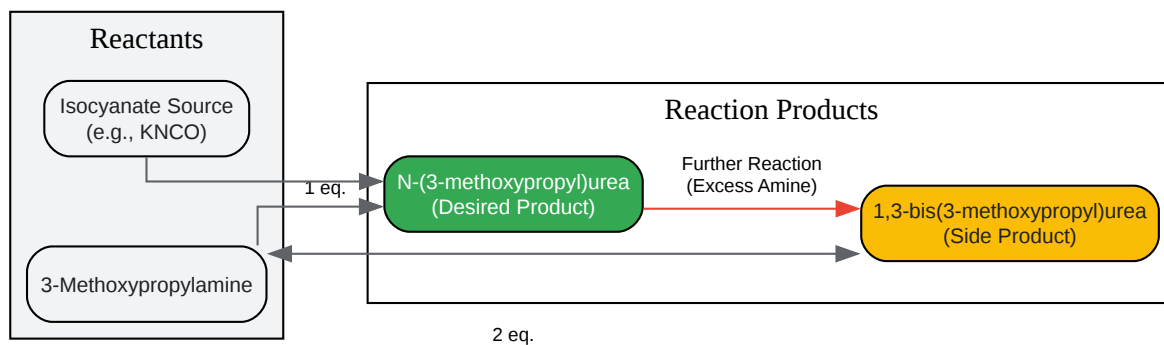 Reactants
Isocyanate Source
(e.g., KNCO)
3-Methoxypropylamine
1 eq.
Reaction Products
N-(3-methoxypropyl)urea
(Desired Product)
Further Reaction
(Excess Amine)
1,3-bis(3-methoxypropyl)urea
(Side Product)
2 eq.